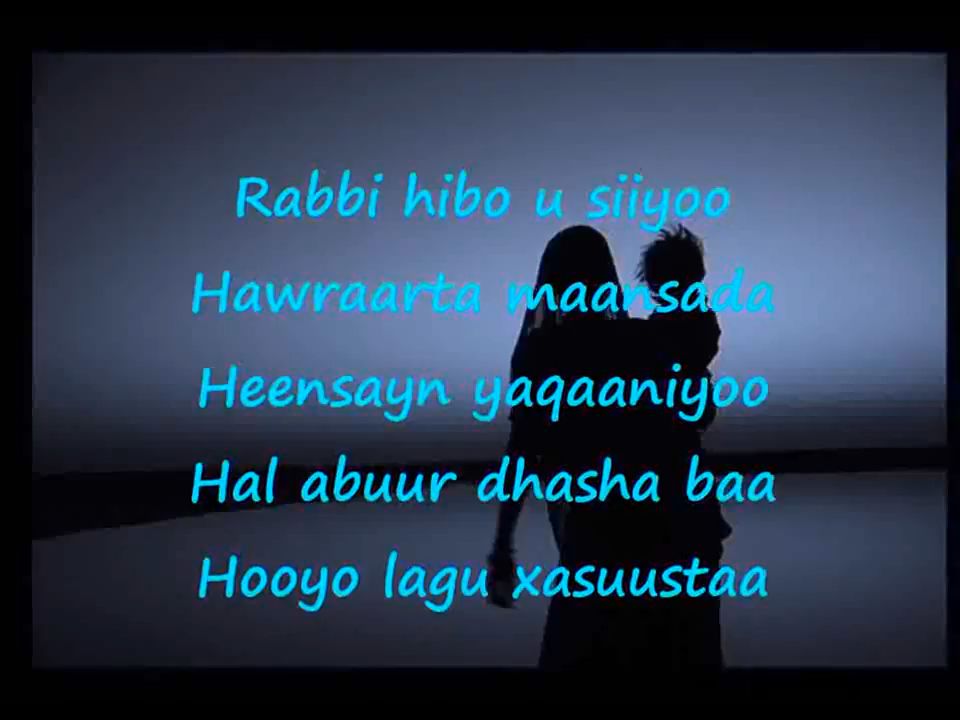 Rabbi hibo u siiyoo
Hawraarta maansada
Heensayn yaqaaniyoo
Hal abuur dhasha baa
Hooyo lagu xasuustaa